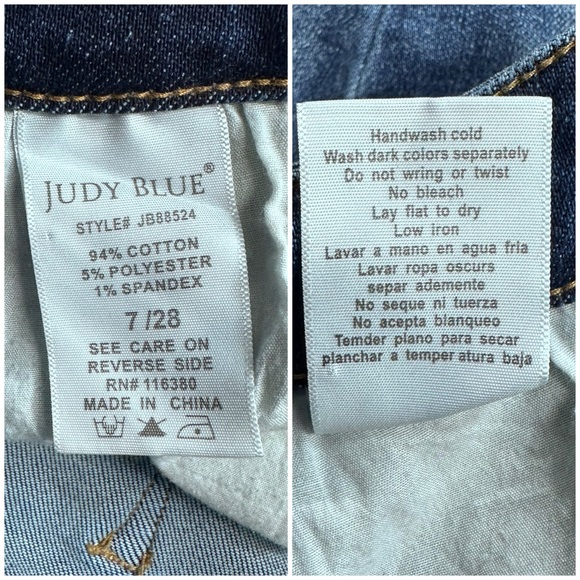 JUDY BLUE®
STYLE# JB88524
94% COTTON
5% POLYESTER
1% SPANDEX
7 /28
SEE CARE ON
REVERSE SIDE
RN# 116380
MADE IN CHINA
Handwash cold
Wash dark colors separately
Do not wring or twist
No bleach
Lay flat to dry
Low iron
Lavar a mano en agua fria
Lavar ropa oscurs
separ ademente
No seque ni tuerza
No acepta blanqueo
Temder plano para secar
planchar a temper atura baja